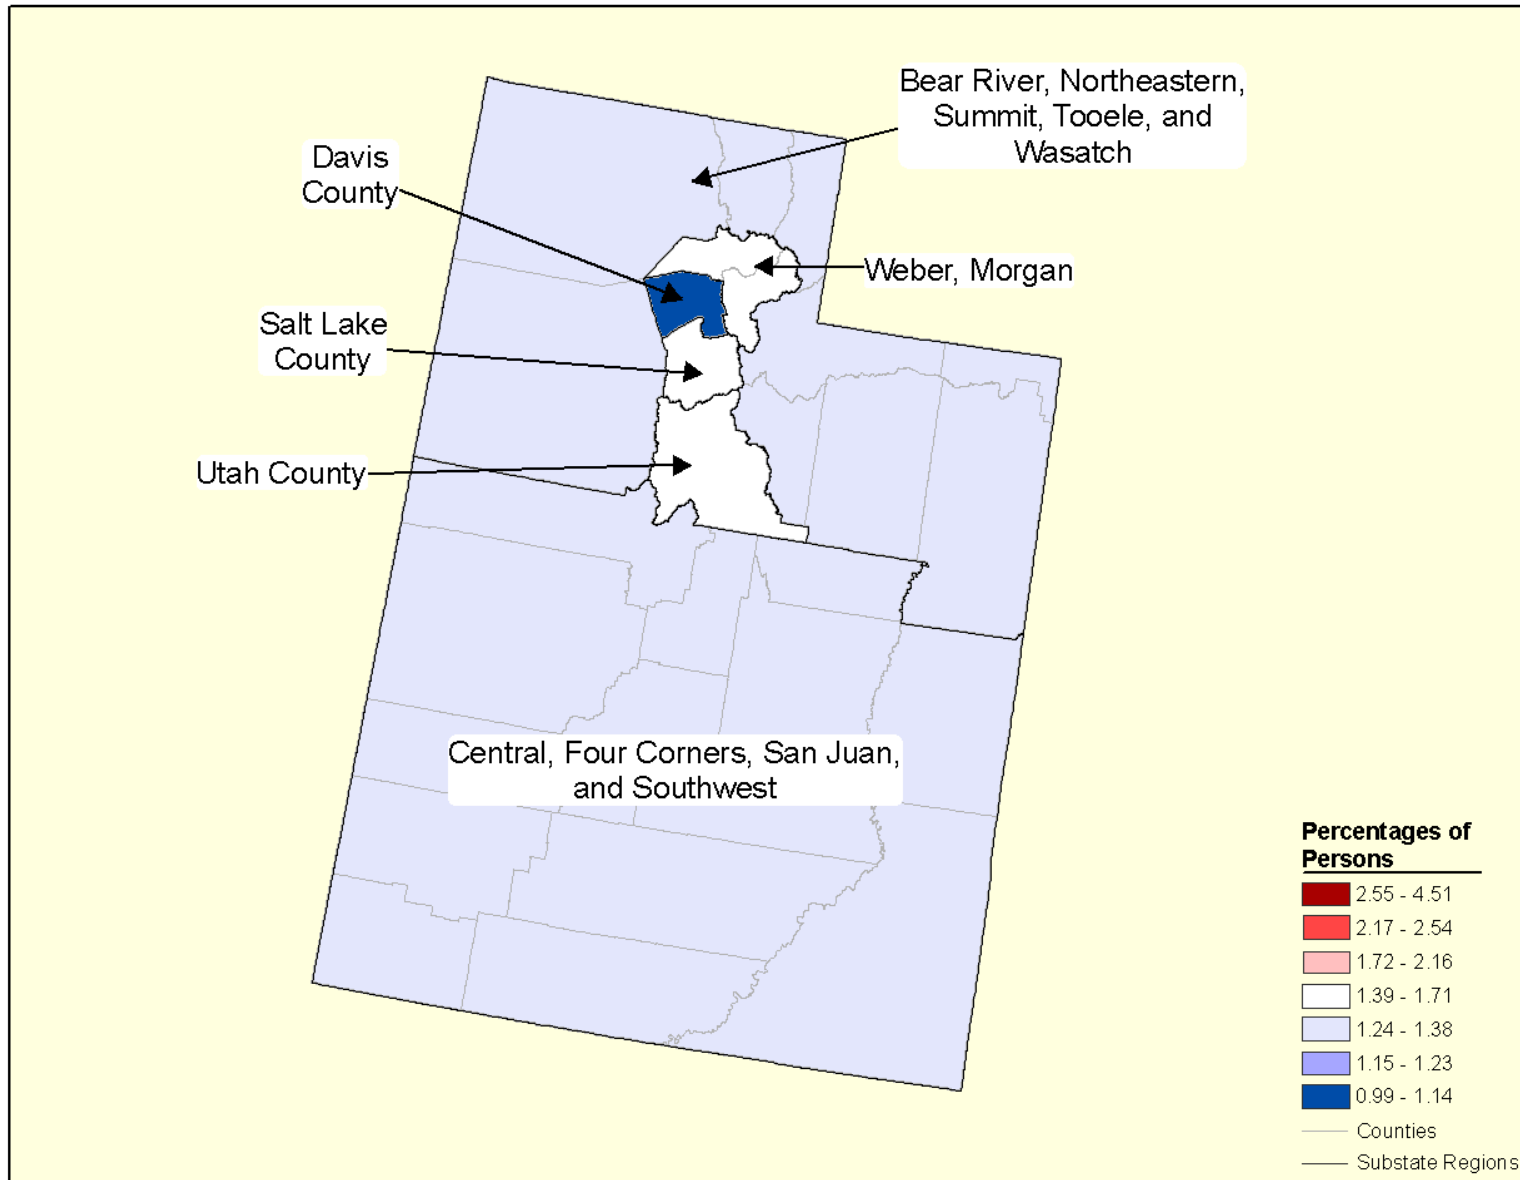 Bear River, Northeastern,
Summit, Tooele, and
Wasatch
Davis
County
Weber, Morgan
Salt Lake
County
Utah County
Central, Four Corners, San Juan,
and Southwest
Percentages of
Persons
2.55 - 4.51
2.17 - 2.54
1.72 - 2.16
1.39 - 1.71
1.24 - 1.38
1.15 - 1.23
0.99 - 1.14
Counties
Substate Regions